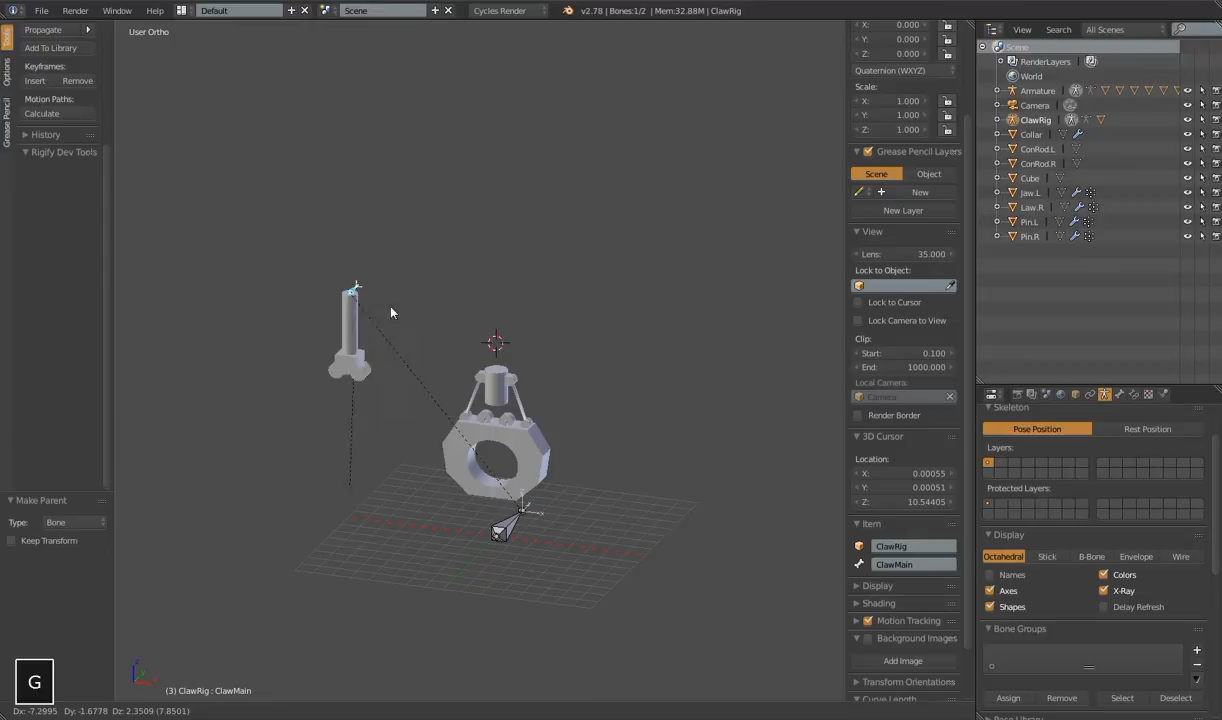 File Render Window Help Default Scene Cycles Render v2.78 | Bones:1/2 | Mem:32.88M | ClawRig
Propagate
Add To Library
Keyframes:
Insert Remove
Motion Paths:
Calculate
History
Rigify Dev Tools
Tools
Options
Grease Pencil
Make Parent
Type: Bone
Keep Transform
User Ortho
(3) ClawRig : ClawMain
G
Dx: -7.2995 Dy: -1.6778 Dz: 2.3509 (7.8501)
X: 0.000
Y: 0.000
Z: 0.000
Quaternion (WXYZ)
Scale:
X: 1.000
Y: 1.000
Z: 1.000
Grease Pencil Layers
Scene Object
New
New Layer
View
Lens: 35.000
Lock to Object:
Lock to Cursor
Lock Camera to View
Clip:
Start: 0.100
End: 1000.000
Local Camera:
Camera
Render Border
3D Cursor
Location:
X: 0.00055
Y: 0.00051
Z: 10.54405
Item
ClawRig
ClawMain
Display
Shading
Motion Tracking
Background Images
Add Image
Transform Orientations
Curve Length
View Search All Scenes
Scene
RenderLayers
World
Armature
Camera
ClawRig
Collar
ConRod.L
ConRod.R
Cube
Jaw.L
Law.R
Pin.L
Pin.R
Skeleton
Pose Position Rest Position
Layers:
Protected Layers:
Display
Octahedral Stick B-Bone Envelope Wire
Names Colors
Axes X-Ray
Shapes Delay Refresh
Bone Groups
Assign Remove Select Deselect